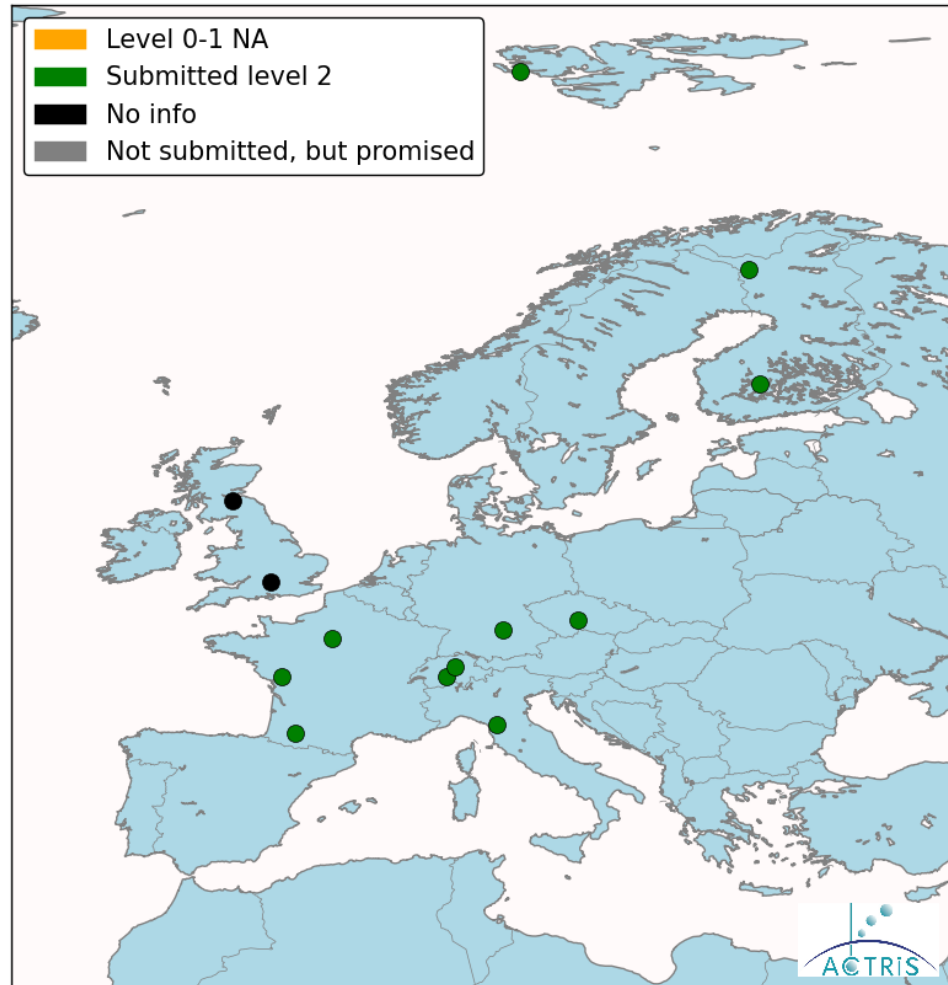 Level 0-1 NA
Submitted level 2
No info
Not submitted, but promised
ACTRiS